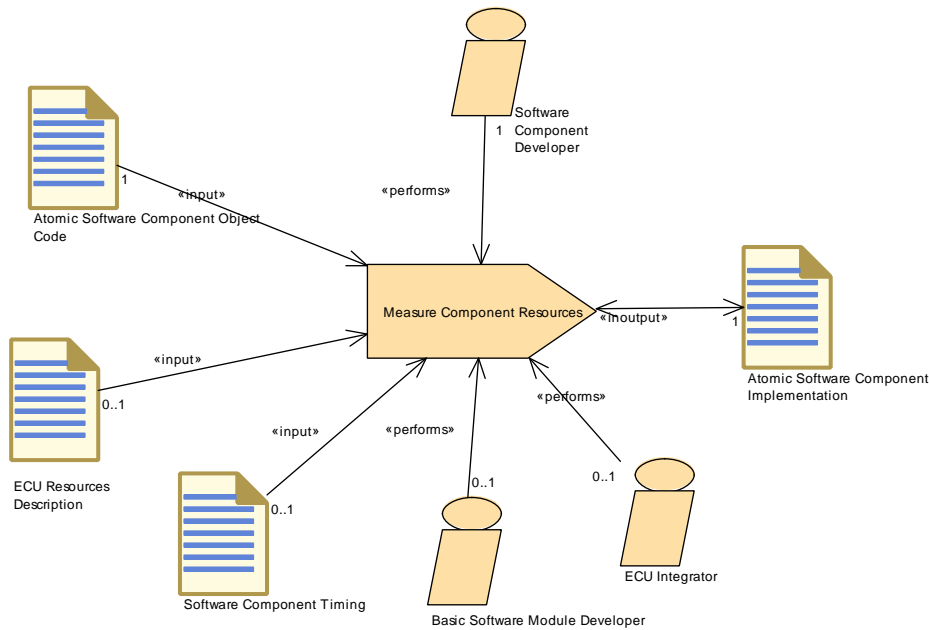 Software
1 Component
Developer
«performs»
1
«input»
Atomic Software Component Object
Code
Measure Component Resources
«inoutput»
1
Atomic Software Component
Implementation
«input»
0..1
ECU Resources
Description
«input»
0..1
Software Component Timing
«performs»
0..1
Basic Software Module Developer
«performs»
0..1
ECU Integrator